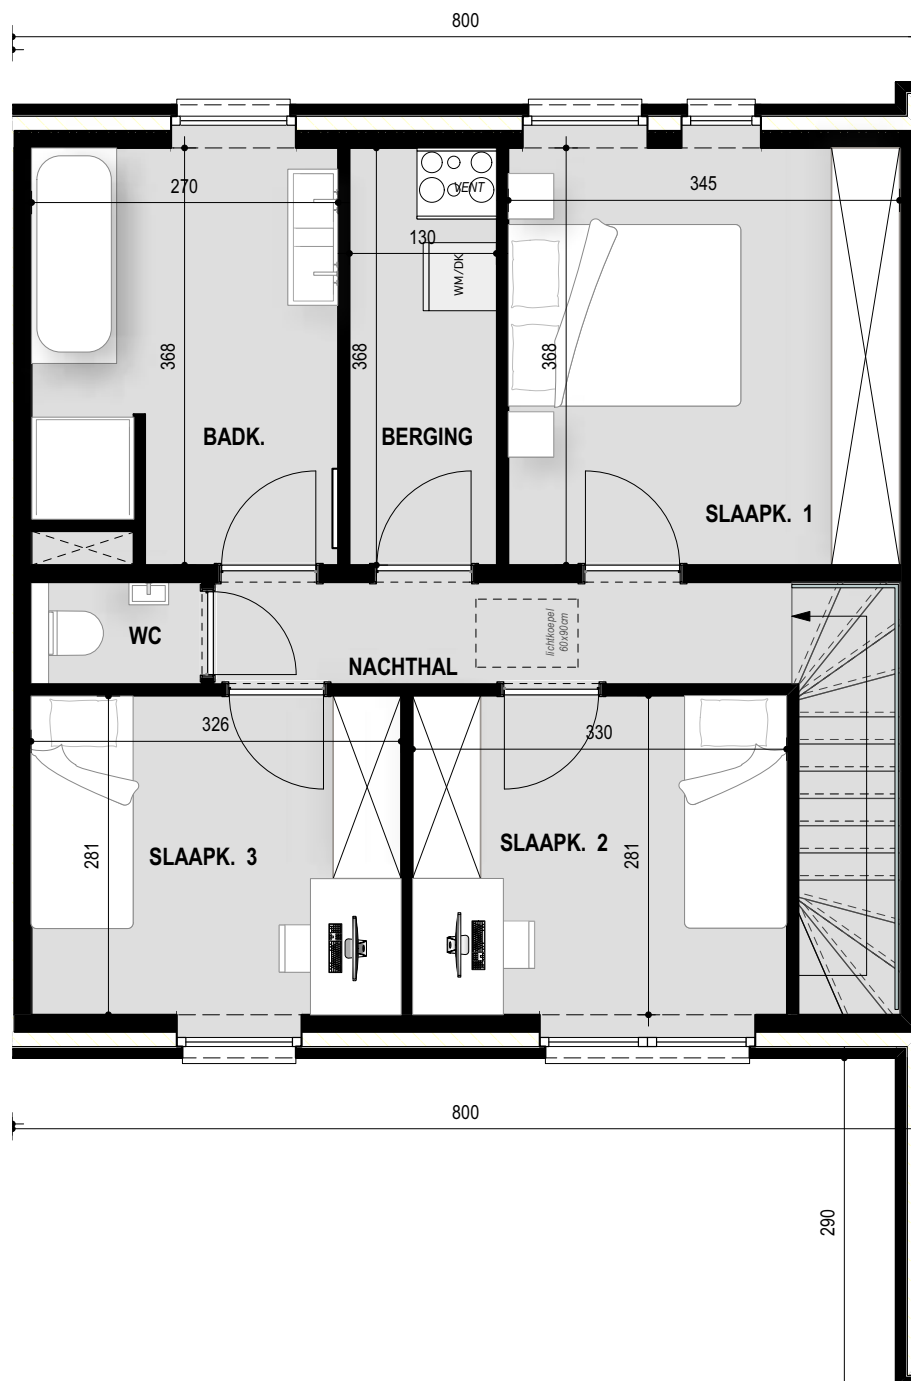 800
270
VENT
345
130
WM/DK
368
368
368
BADK.
BERGING
SLAAPK. 1
lichtkoepel
60x90cm
WC
NACHTHAL
326
330
281
SLAAPK. 3
SLAAPK. 2
281
800
290